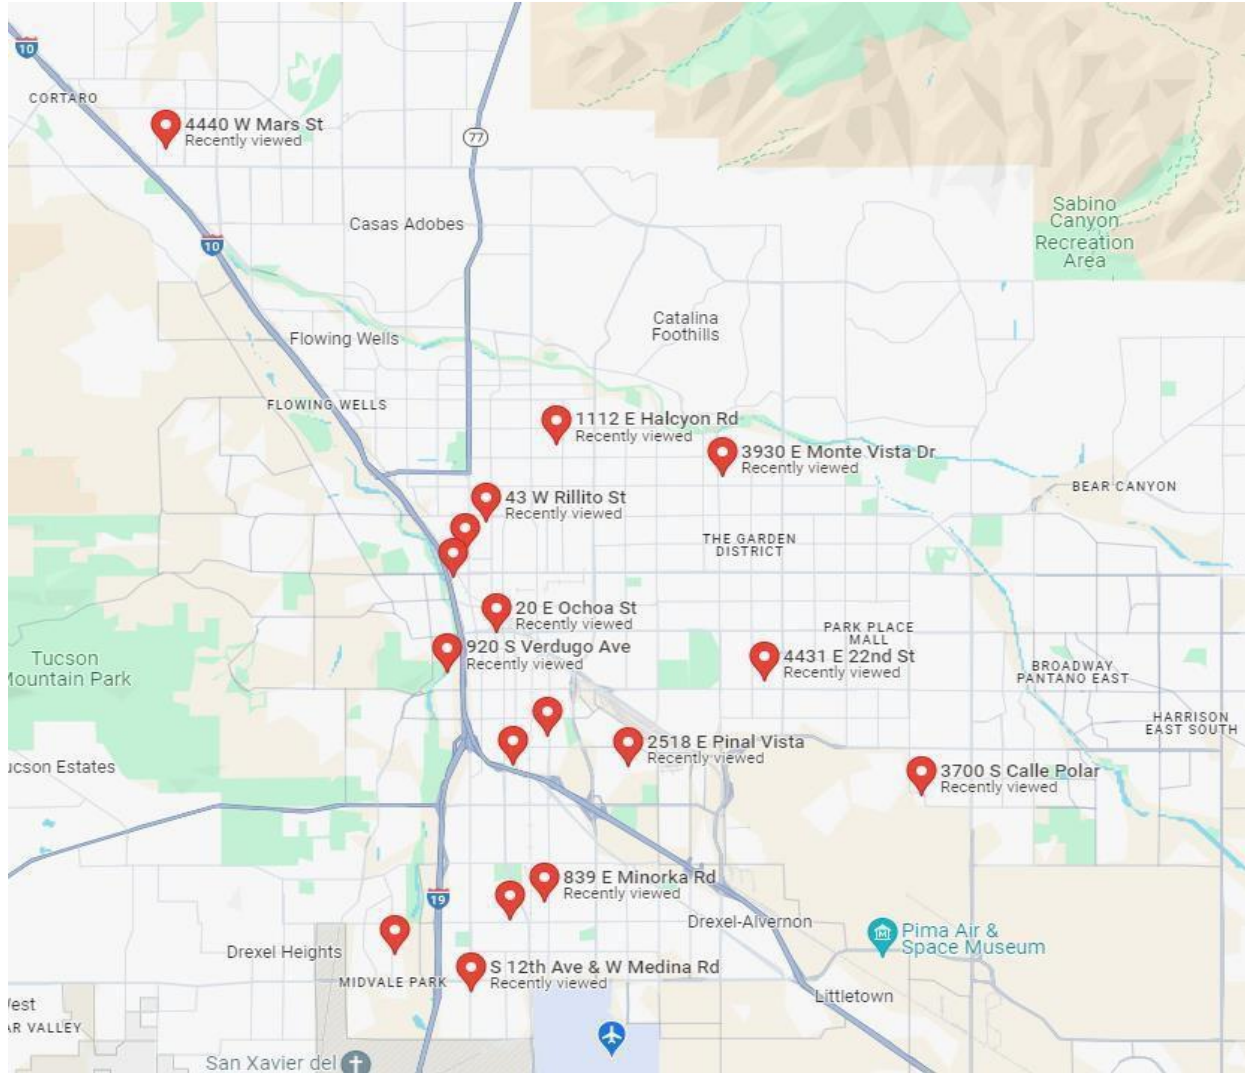 10
CORTARO
4440 W Mars St
Recently viewed
77
Casas Adobes
10
Sabino
Canyon
Recreation
Area
Catalina
Foothills
Flowing Wells
FLOWING WELLS
1112 E Halcyon Rd
Recently viewed
3930 E Monte Vista Dr
Recently viewed
BEAR CANYON
43 W Rillito St
Recently viewed
THE GARDEN
DISTRICT
20 E Ochoa St
Recently viewed
920 S Verdugo Ave
Recently viewed
PARK PLACE
MALL
4431 E 22nd St
Recently viewed
Tucson
Mountain Park
BROADWAY
PANTANO EAST
HARRISON
EAST SOUTH
2518 E Pinal Vista
Recently viewed
ucson Estates
3700 S Calle Polar
Recently viewed
839 E Minorka Rd
Recently viewed
19
Drexel-Alvernon
Pima Air &
Space Museum
Drexel Heights
MIDVALE PARK
S 12th Ave & W Medina Rd
Recently viewed
Littletown
est
AR VALLEY
San Xavier del